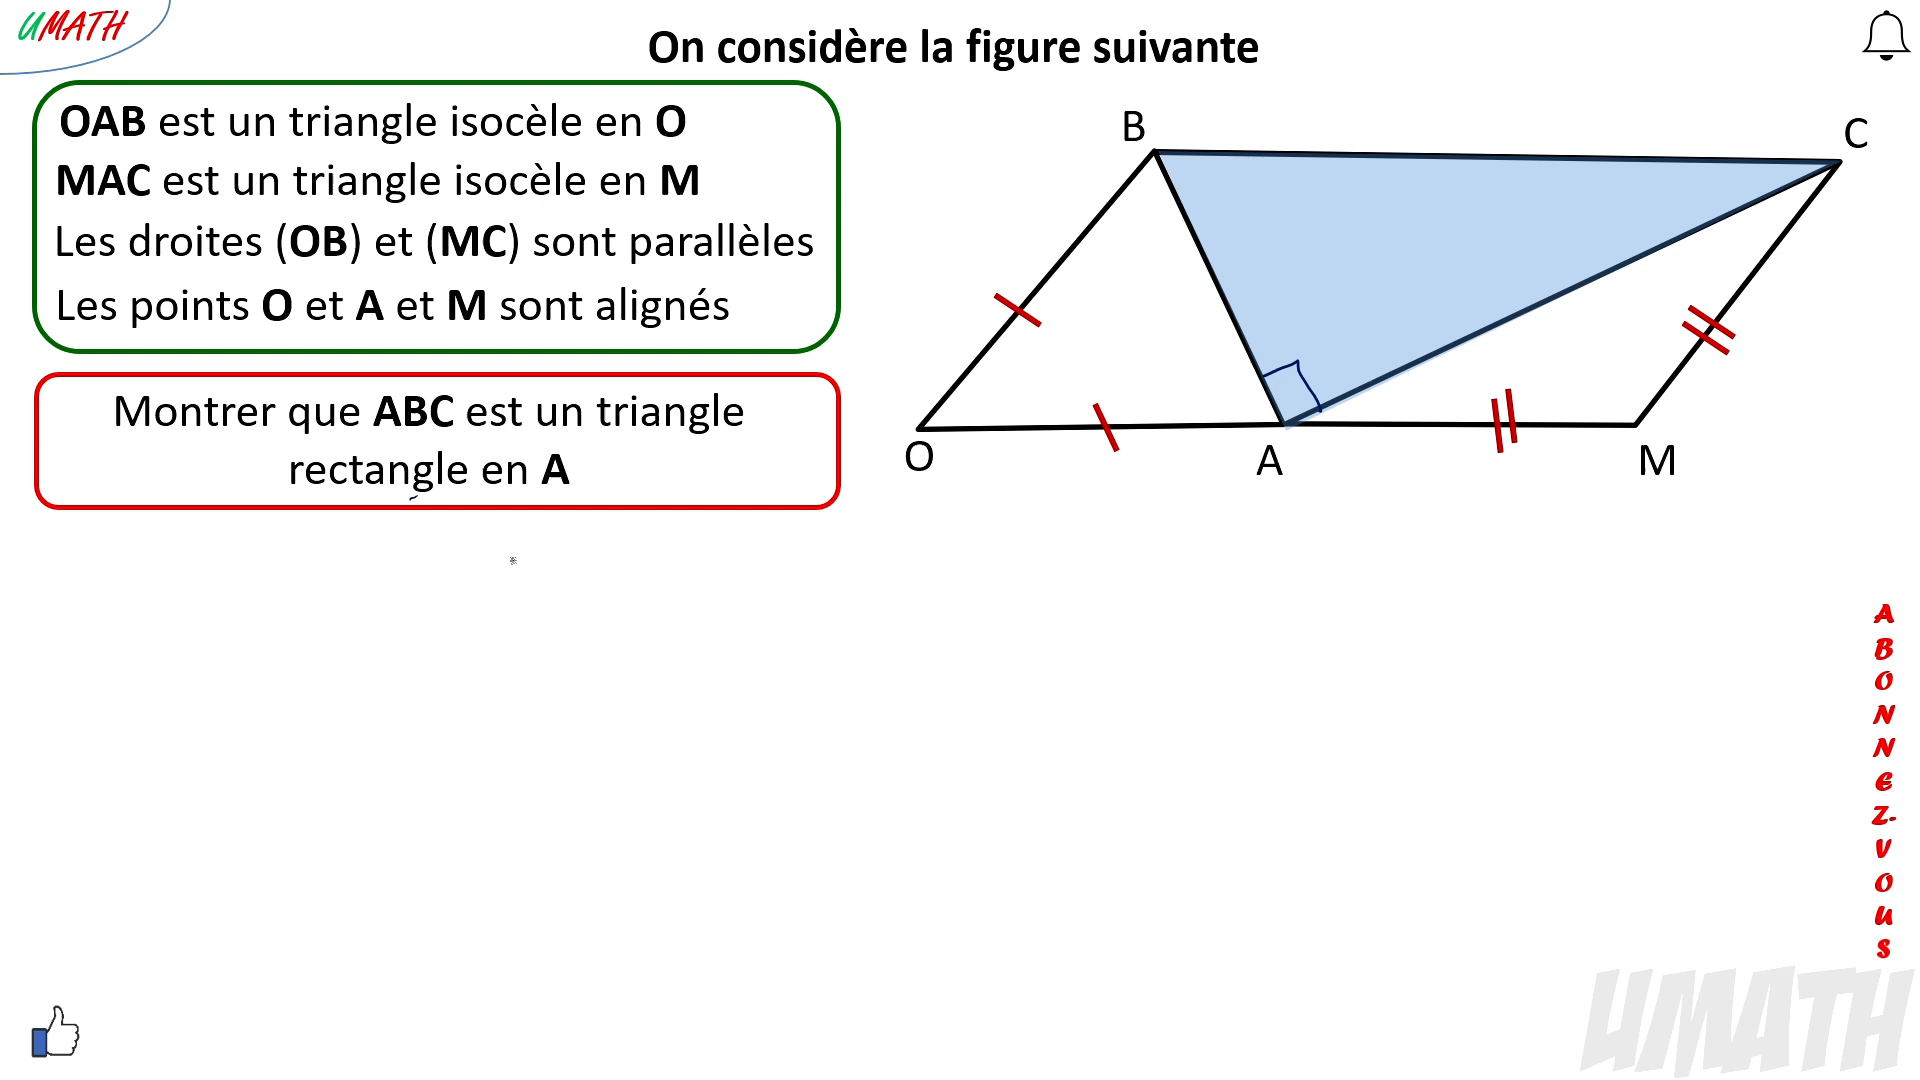 UMATH
On considère la figure suivante
OAB est un triangle isocèle en O
MAC est un triangle isocèle en M
Les droites (OB) et (MC) sont parallèles
Les points O et A et M sont alignés
Montrer que ABC est un triangle
rectangle en A
B
C
O
A
M
ABONNEZ-VOUS
UMATH